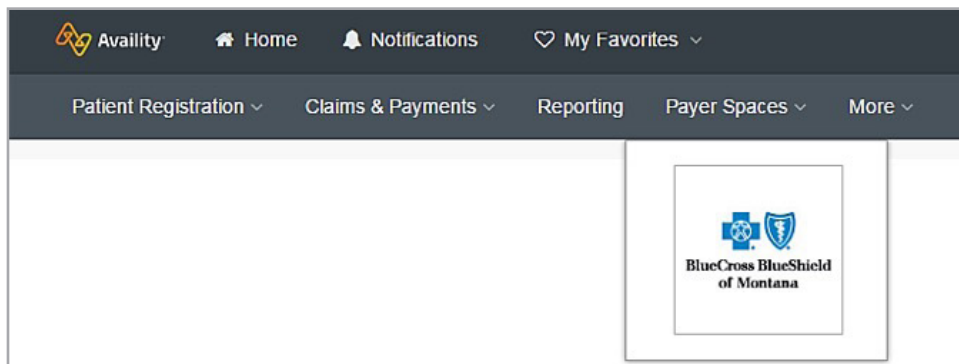 Availity Home Notifications My Favorites
Patient Registration Claims & Payments Reporting Payer Spaces More
BlueCross BlueShield
of Montana